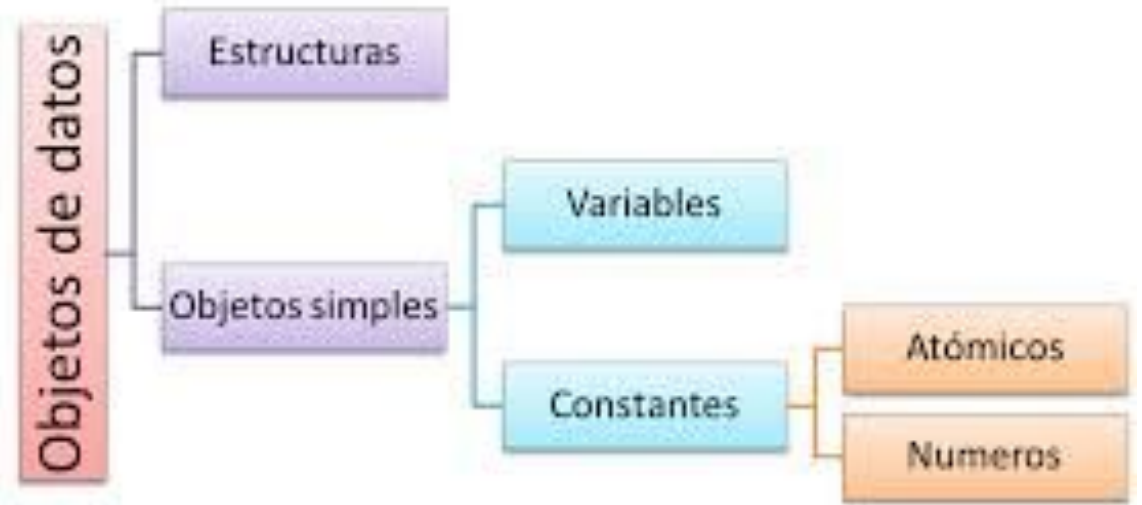 Objetos de datos
Estructuras
Objetos simples
Variables
Constantes
Atómicos
Numeros